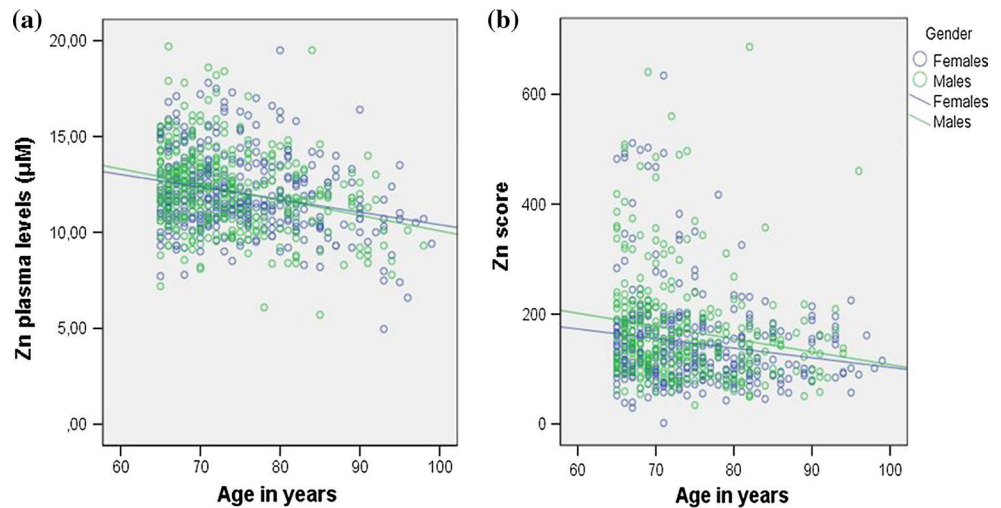 (a)
Zn plasma levels (µM)
20,00
15,00
10,00
5,00
,00
60 70 80 90 100
Age in years
(b)
Zn score
600
400
200
0
60 70 80 90 100
Age in years
Gender
Females
Males
Females
Males